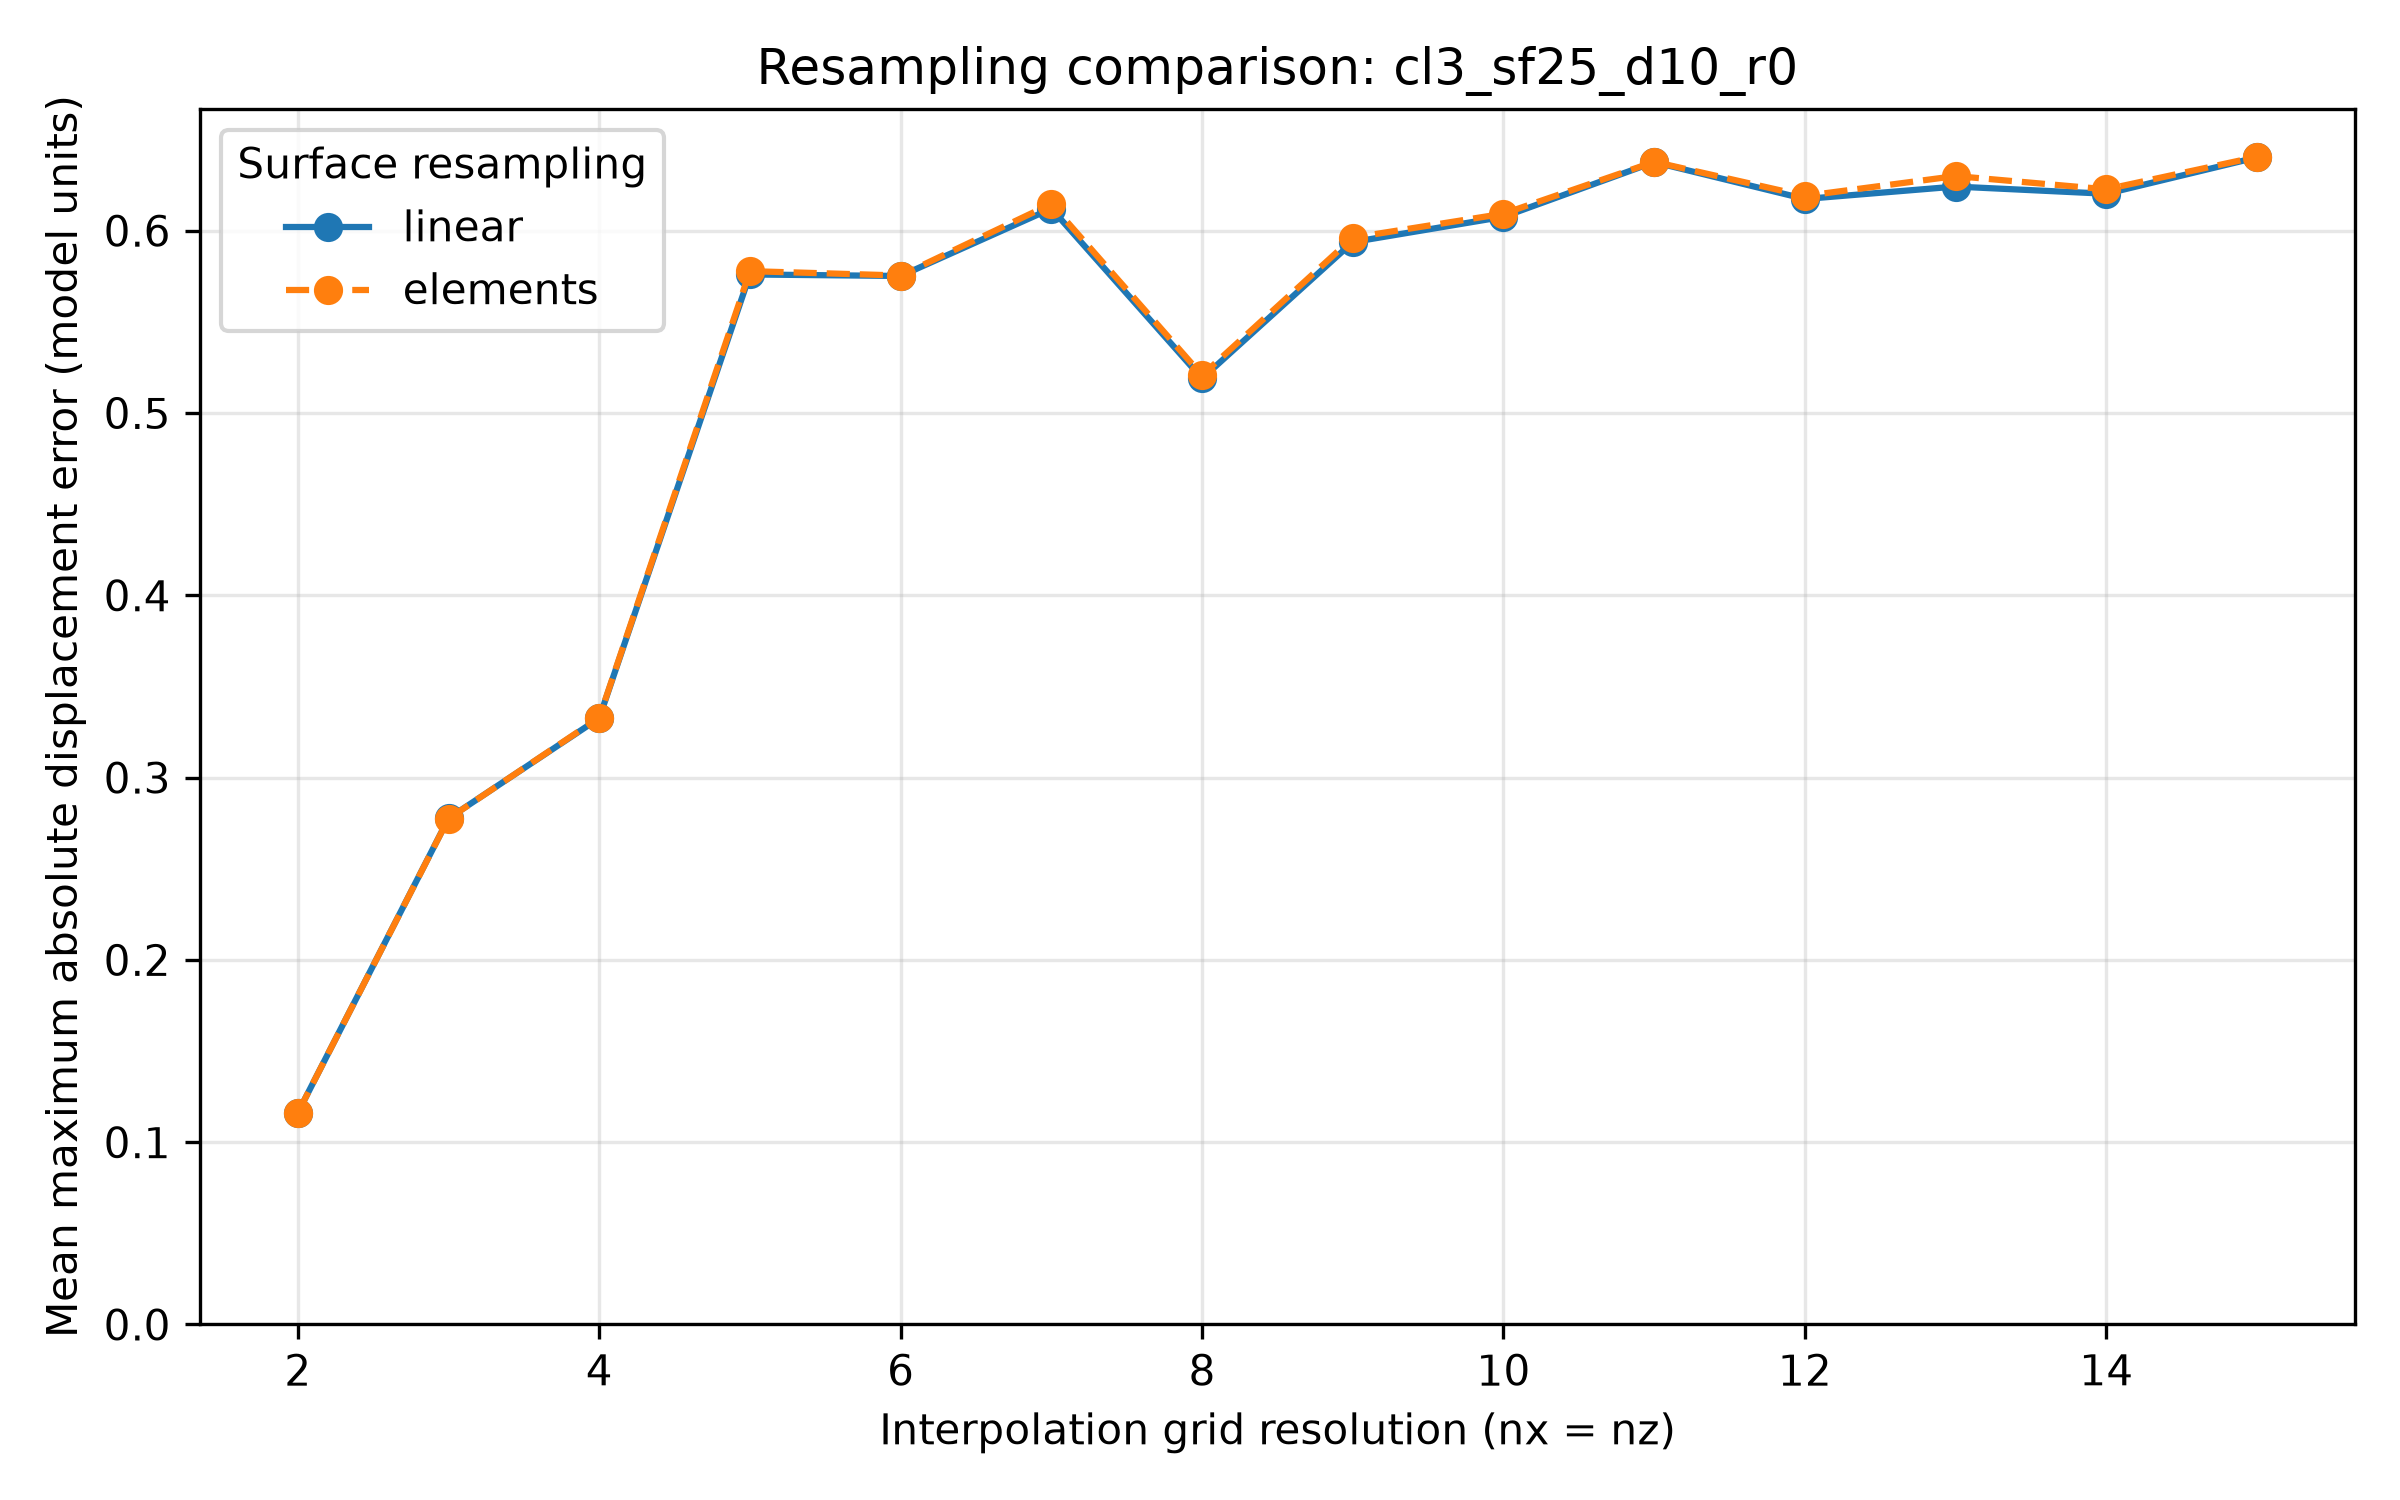 Resampling comparison: cl3_sf25_d10_r0
Surface resampling
linear
elements
Mean maximum absolute displacement error (model units)
0.6
0.5
0.4
0.3
0.2
0.1
0.0
2 4 6 8 10 12 14
Interpolation grid resolution (nx = nz)